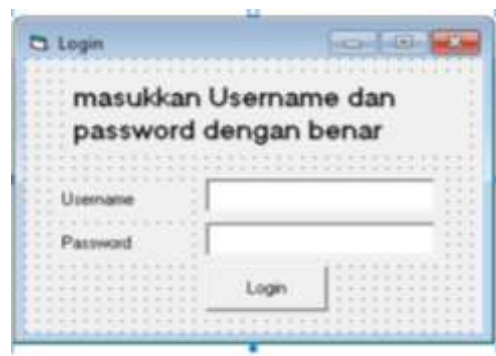 Login
masukkan Username dan
password dengan benar
Username
Password
Login